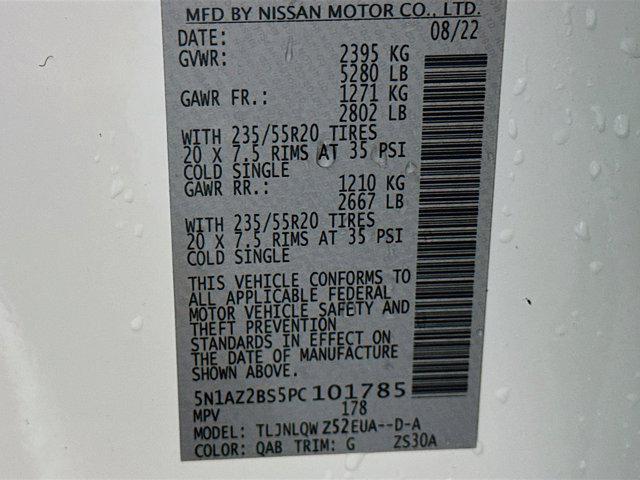 MFD BY NISSAN MOTOR CO., LTD.
DATE: 08/22
GVWR: 2395 KG
5280 LB
GAWR FR.: 1271 KG
2802 LB
WITH 235/55R20 TIRES
20 X 7.5 RIMS AT 35 PSI
COLD SINGLE
GAWR RR.: 1210 KG
2667 LB
WITH 235/55R20 TIRES
20 X 7.5 RIMS AT 35 PSI
COLD SINGLE
THIS VEHICLE CONFORMS TO
ALL APPLICABLE FEDERAL
MOTOR VEHICLE SAFETY AND
THEFT PREVENTION
STANDARDS IN EFFECT ON
THE DATE OF MANUFACTURE
SHOWN ABOVE.
5N1AZ2BS5PC101785
MPV 178
MODEL: TLJNLQW Z52EUA--D-A
COLOR: QAB TRIM: G ZS30A